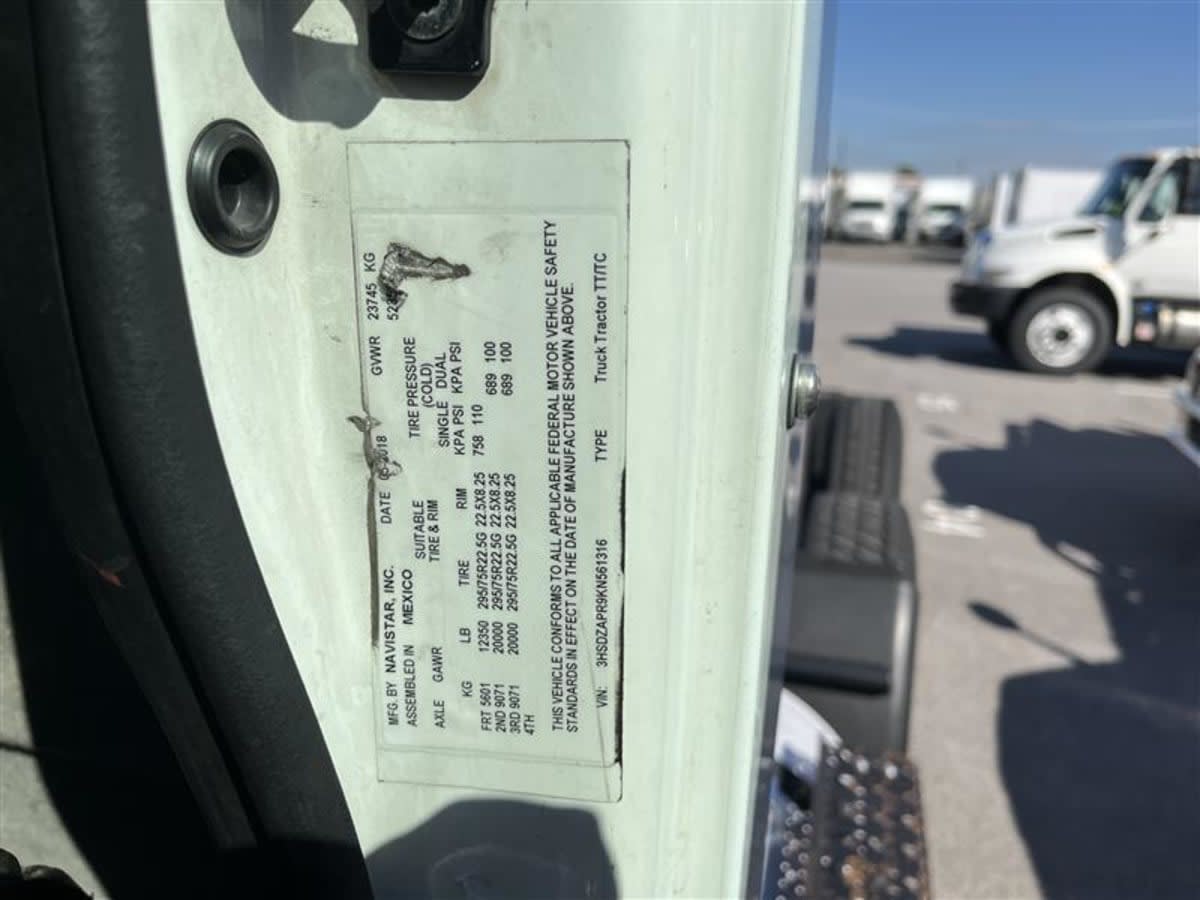 MFG. BY NAVISTAR, INC. DATE 2018 GVWR 23745 KG
ASSEMBLED IN MEXICO
SUITABLE TIRE PRESSURE
AXLE GAWR TIRE & RIM (COLD)
SINGLE DUAL
KG LB TIRE RIM KPA PSI KPA PSI
FRT 5601 12350 295/75R22.5G 22.5X8.25 758 110
2ND 9071 20000 295/75R22.5G 22.5X8.25 689 100
3RD 9071 20000 295/75R22.5G 22.5X8.25 689 100
4TH
THIS VEHICLE CONFORMS TO ALL APPLICABLE FEDERAL MOTOR VEHICLE SAFETY
STANDARDS IN EFFECT ON THE DATE OF MANUFACTURE SHOWN ABOVE.
VIN: 3HSDZAPR9KN561316 TYPE Truck Tractor TT/TC